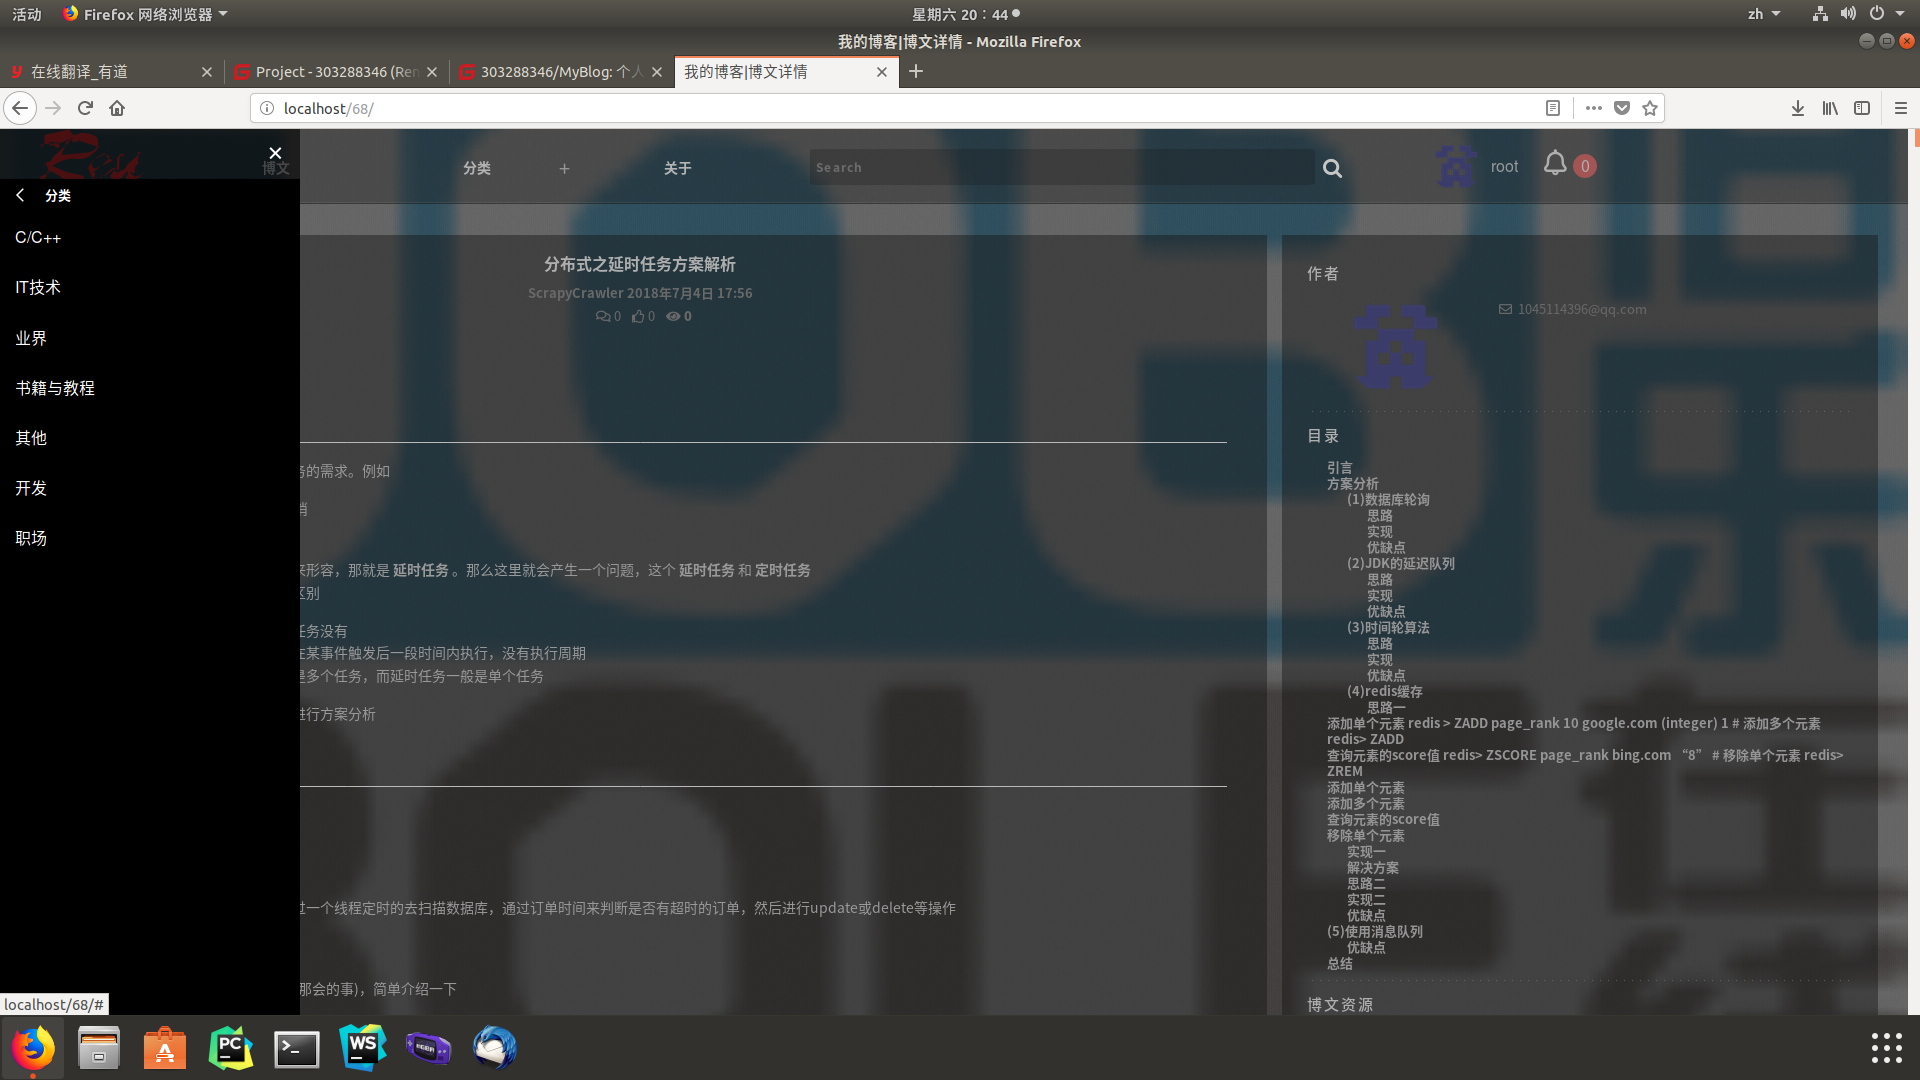 活动
Firefox 网络浏览器
星期六 20：44
zh
我的博客|博文详情 - Mozilla Firefox
在线翻译_有道
Project - 303288346 (Ren
303288346/MyBlog: 个人
我的博客|博文详情
localhost/68/
博文
分类
+
关于
Search
root
0
分类
C/C++
IT技术
业界
书籍与教程
其他
开发
职场
分布式之延时任务方案解析
ScrapyCrawler 2018年7月4日 17:56
0 0 0
务的需求。例如
消
来形容，那就是 延时任务 。那么这里就会产生一个问题，这个 延时任务 和 定时任务
区别
任务没有
在某事件触发后一段时间内执行，没有执行周期
是多个任务，而延时任务一般是单个任务
进行方案分析
过一个线程定时的去扫描数据库，通过订单时间来判断是否有超时的订单，然后进行update或delete等操作
那会的事)，简单介绍一下
作者
1045114396@qq.com
目录
引言
方案分析
(1)数据库轮询
思路
实现
优缺点
(2)JDK的延迟队列
思路
实现
优缺点
(3)时间轮算法
思路
实现
优缺点
(4)redis缓存
思路一
添加单个元素 redis > ZADD page_rank 10 google.com (integer) 1 # 添加多个元素
redis> ZADD
查询元素的score值 redis> ZSCORE page_rank bing.com “8” # 移除单个元素 redis>
ZREM
添加单个元素
添加多个元素
查询元素的score值
移除单个元素
实现一
解决方案
思路二
实现二
优缺点
(5)使用消息队列
优缺点
总结
博文资源
localhost/68/#
PC
WS